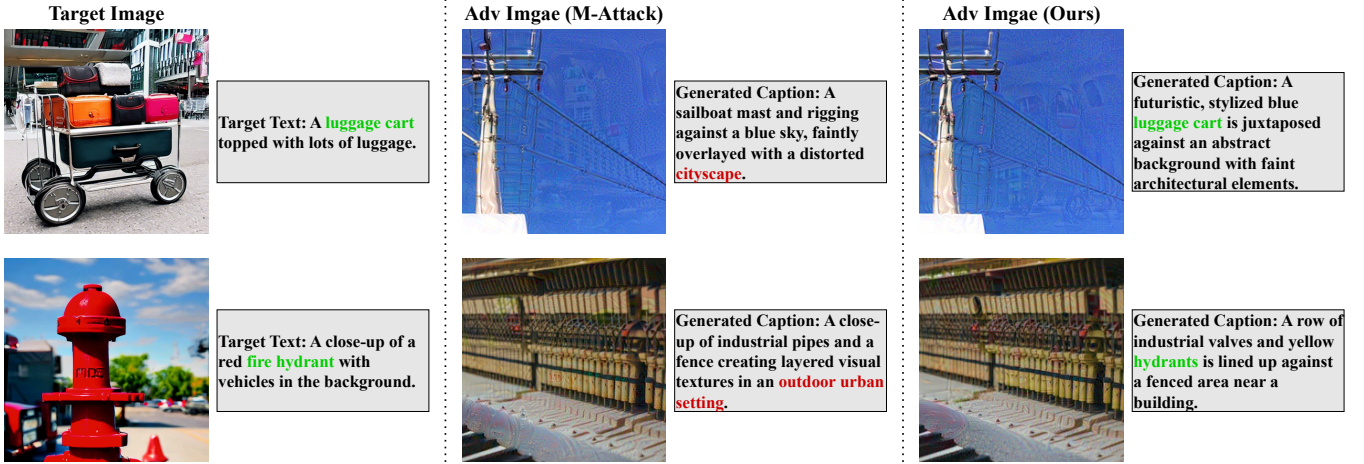 Target Image
Adv Imgae (M-Attack)
Adv Imgae (Ours)
Target Text: A luggage cart
topped with lots of luggage.
Generated Caption: A
sailboat mast and rigging
against a blue sky, faintly
overlayed with a distorted
cityscape.
Generated Caption: A
futuristic, stylized blue
luggage cart is juxtaposed
against an abstract
background with faint
architectural elements.
Target Text: A close-up of a
red fire hydrant with
vehicles in the background.
Generated Caption: A close-
up of industrial pipes and a
fence creating layered visual
textures in an outdoor urban
setting.
Generated Caption: A row of
industrial valves and yellow
hydrants is lined up against
a fenced area near a
building.